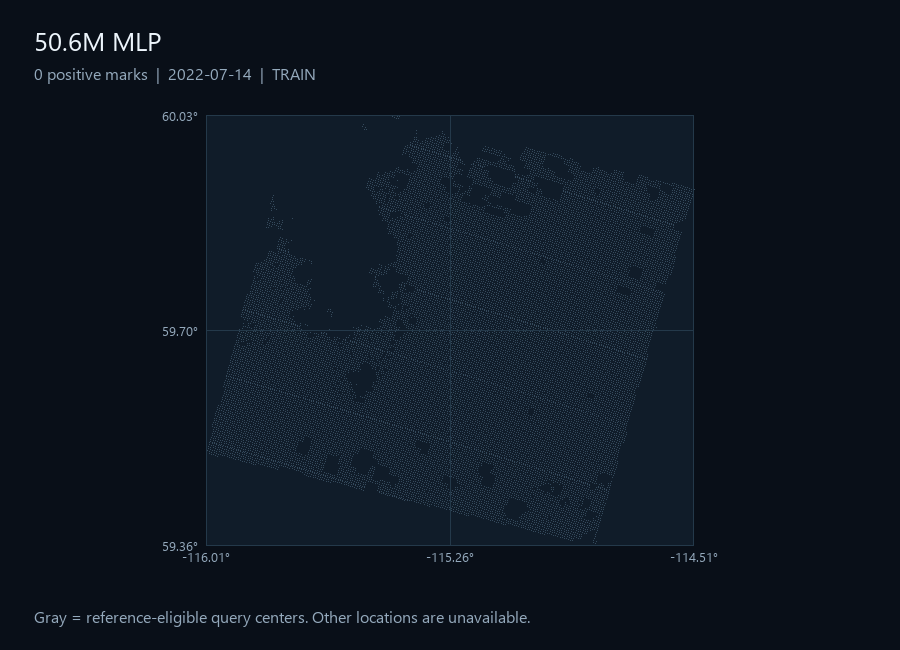 50.6M MLP
0 positive marks | 2022-07-14 | TRAIN
60.03°
59.70°
59.36°
-116.01°
-115.26°
-114.51°
Gray = reference-eligible query centers. Other locations are unavailable.